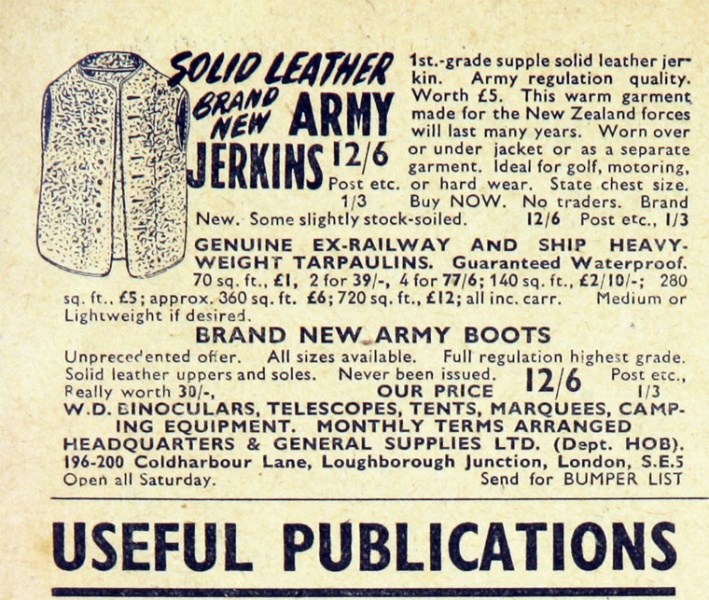 SOLID LEATHER
BRAND
NEW ARMY
JERKINS 12/6
Post etc.
1/3
1st.-grade supple solid leather jer-
kin. Army regulation quality.
Worth £5. This warm garment
made for the New Zealand forces
will last many years. Worn over
or under jacket or as a separate
garment. Ideal for golf, motoring,
or hard wear. State chest size.
Buy NOW. No traders. Brand
New. Some slightly stock-soiled. 12/6 Post etc., 1/3
GENUINE EX-RAILWAY AND SHIP HEAVY-
WEIGHT TARPAULINS. Guaranteed Waterproof.
70 sq. ft., £1, 2 for 39/-, 4 for 77/6; 140 sq. ft., £2/10/-; 280
sq. ft., £5; approx. 360 sq. ft. £6; 720 sq. ft., £12; all inc. carr. Medium or
Lightweight if desired.
BRAND NEW ARMY BOOTS
Unprecedented offer. All sizes available. Full regulation highest grade.
Solid leather uppers and soles. Never been issued. 12/6 Post etc.,
Really worth 30/-, OUR PRICE 1/3
W.D. BINOCULARS, TELESCOPES, TENTS, MARQUEES, CAMP-
ING EQUIPMENT. MONTHLY TERMS ARRANGED
HEADQUARTERS & GENERAL SUPPLIES LTD. (Dept. HOB).
196-200 Coldharbour Lane, Loughborough Junction, London, S.E.5
Open all Saturday. Send for BUMPER LIST
USEFUL PUBLICATIONS